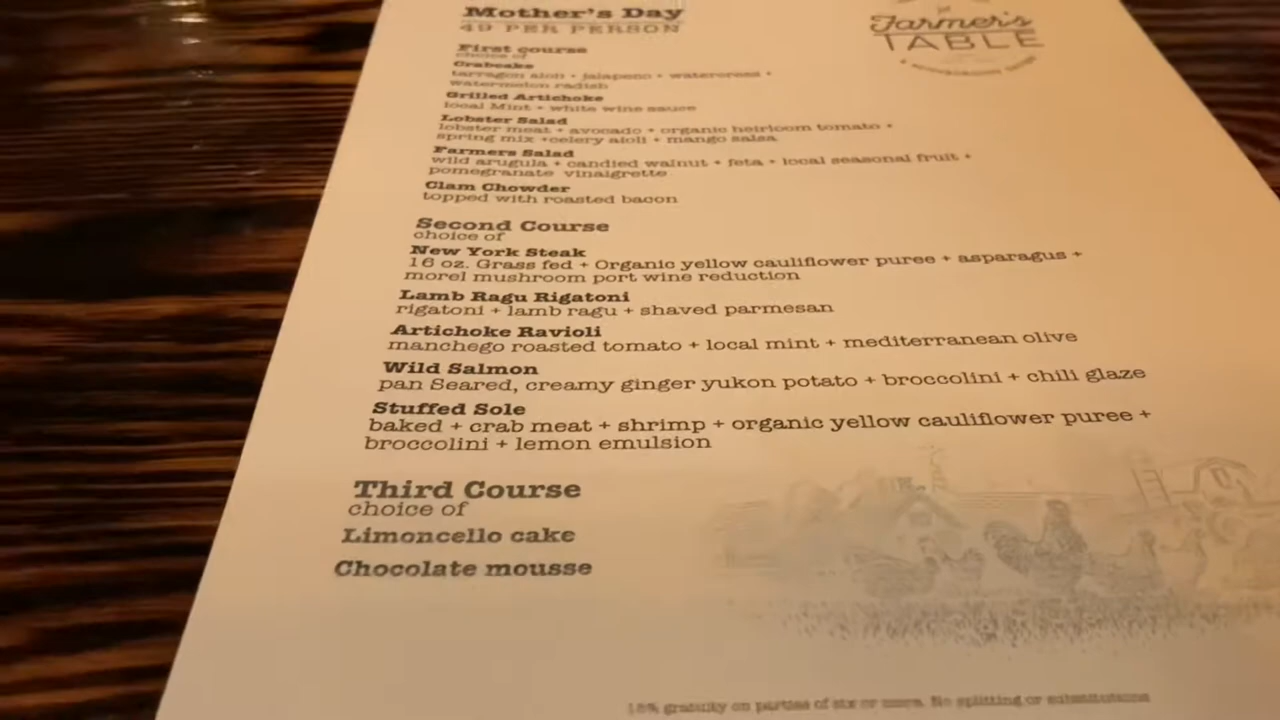 Mother's Day
49 PER PERSON
Farmer's
TABLE
First course
choice of
Crabcake
tarragon aioli + jalapeno + watercress +
watermelon radish
Grilled Artichoke
local Mint + white wine sauce
Lobster Salad
lobster meat + avocado + organic heirloom tomato +
spring mix +celery aioli + mango salsa
Farmers Salad
wild arugula + candied walnut + feta + local seasonal fruit +
pomegranate vinaigrette
Clam Chowder
topped with roasted bacon
Second Course
choice of
New York Steak
16 oz. Grass fed + Organic yellow cauliflower puree + asparagus +
morel mushroom port wine reduction
Lamb Ragu Rigatoni
rigatoni + lamb ragu + shaved parmesan
Artichoke Ravioli
manchego roasted tomato + local mint + mediterranean olive
Wild Salmon
pan Seared, creamy ginger yukon potato + broccolini + chili glaze
Stuffed Sole
baked + crab meat + shrimp + organic yellow cauliflower puree +
broccolini + lemon emulsion
Third Course
choice of
Limoncello cake
Chocolate mousse
18% gratuity on parties of six or more. No splitting or substitutions